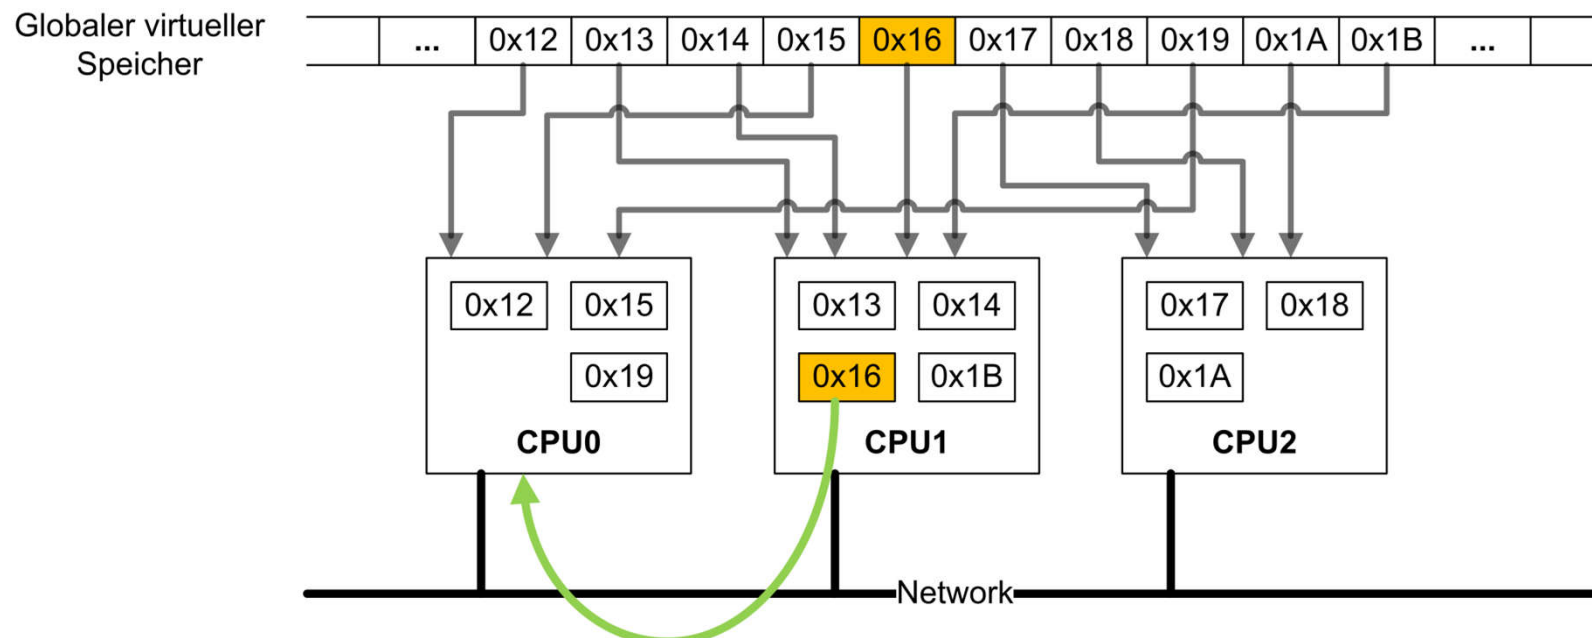 Globaler virtueller
Speicher
... 0x12 0x13 0x14 0x15 0x16 0x17 0x18 0x19 0x1A 0x1B ...
0x12 0x15
0x19
CPU0
0x13 0x14
0x16 0x1B
CPU1
0x17 0x18
0x1A
CPU2
Network